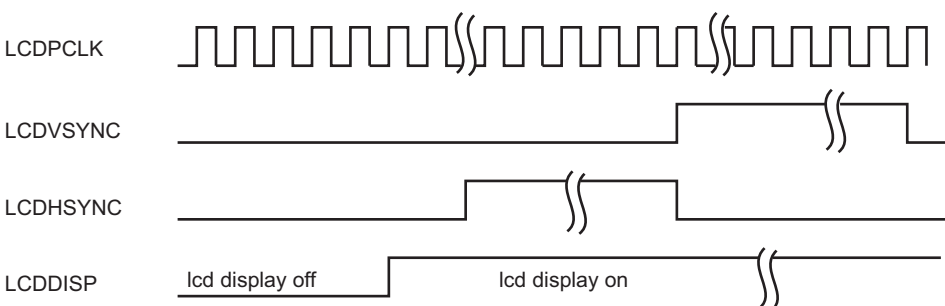 LCDPCLK
LCDVSYNC
LCDHSYNC
LCDDISP lcd display off lcd display on